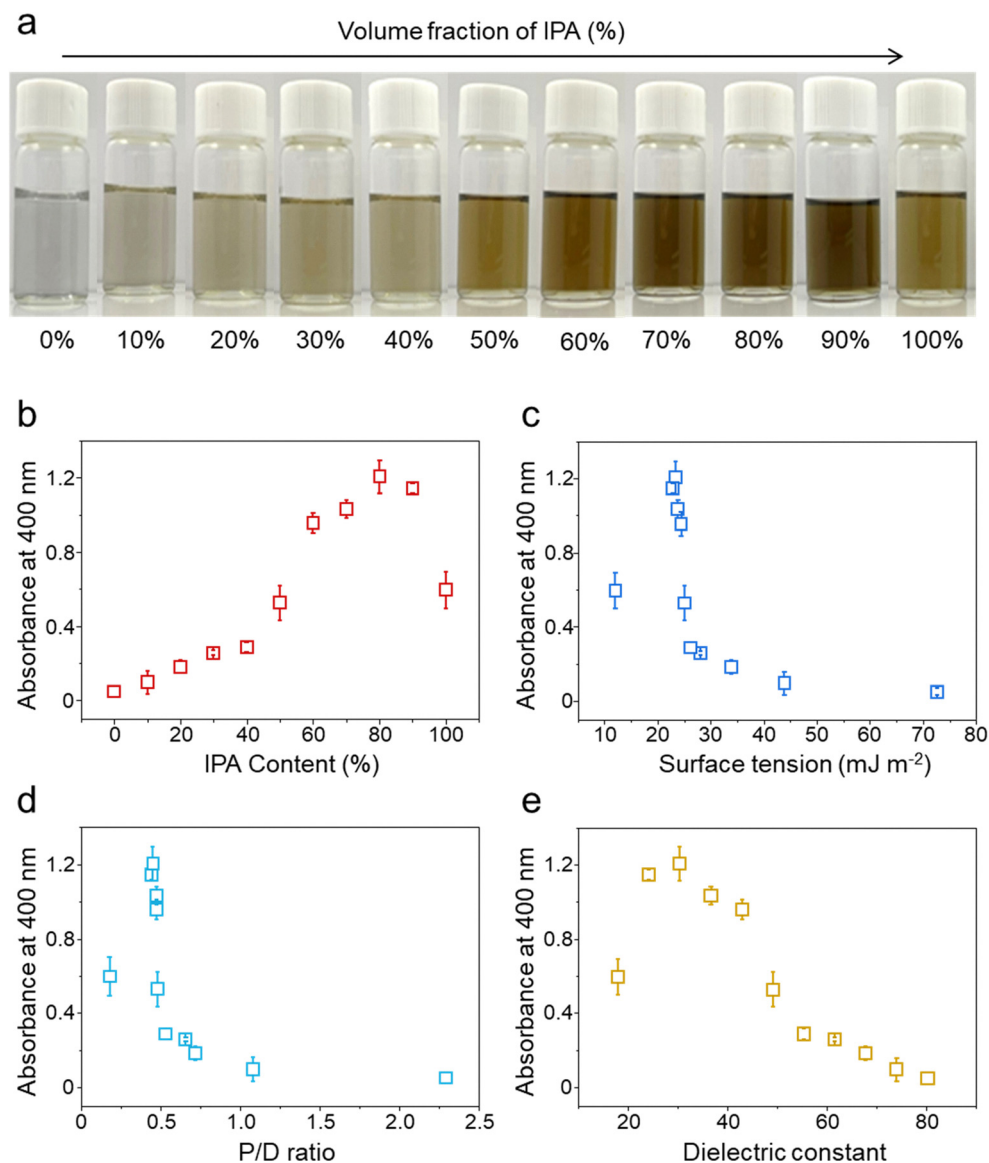 a
Volume fraction of IPA (%)
0% 10% 20% 30% 40% 50% 60% 70% 80% 90% 100%
b
Absorbance at 400 nm
1.2
0.8
0.4
0
0 20 40 60 80 100
IPA Content (%)
c
Absorbance at 400 nm
1.2
0.8
0.4
0
10 20 30 40 50 60 70 80
Surface tension (mJ m⁻²)
d
Absorbance at 400 nm
1.2
0.8
0.4
0
0 0.5 1.0 1.5 2.0 2.5
P/D ratio
e
Absorbance at 400 nm
1.2
0.8
0.4
0
20 40 60 80
Dielectric constant